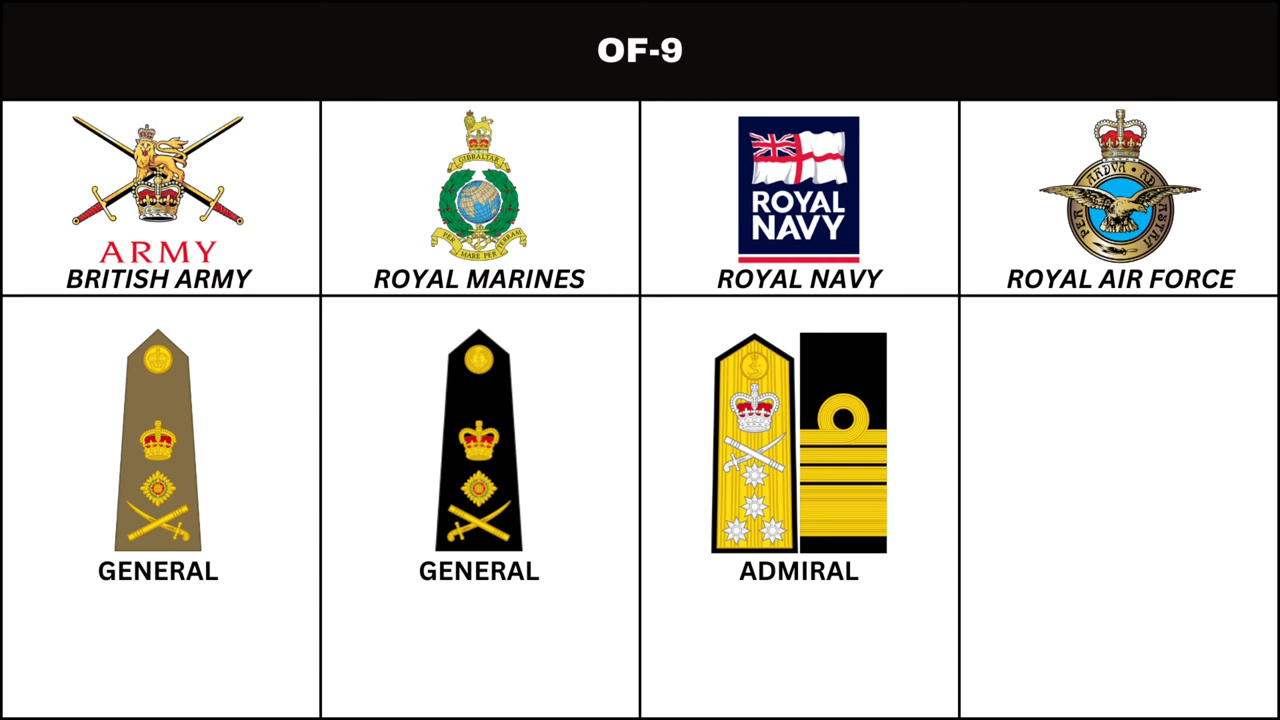 OF-9
ARMY
BRITISH ARMY
GIBRALTAR
PER MARE PER TERRAM
ROYAL MARINES
ROYAL
NAVY
ROYAL NAVY
PER ARDVA AD ASTRA
ROYAL AIR FORCE
GENERAL
GENERAL
ADMIRAL